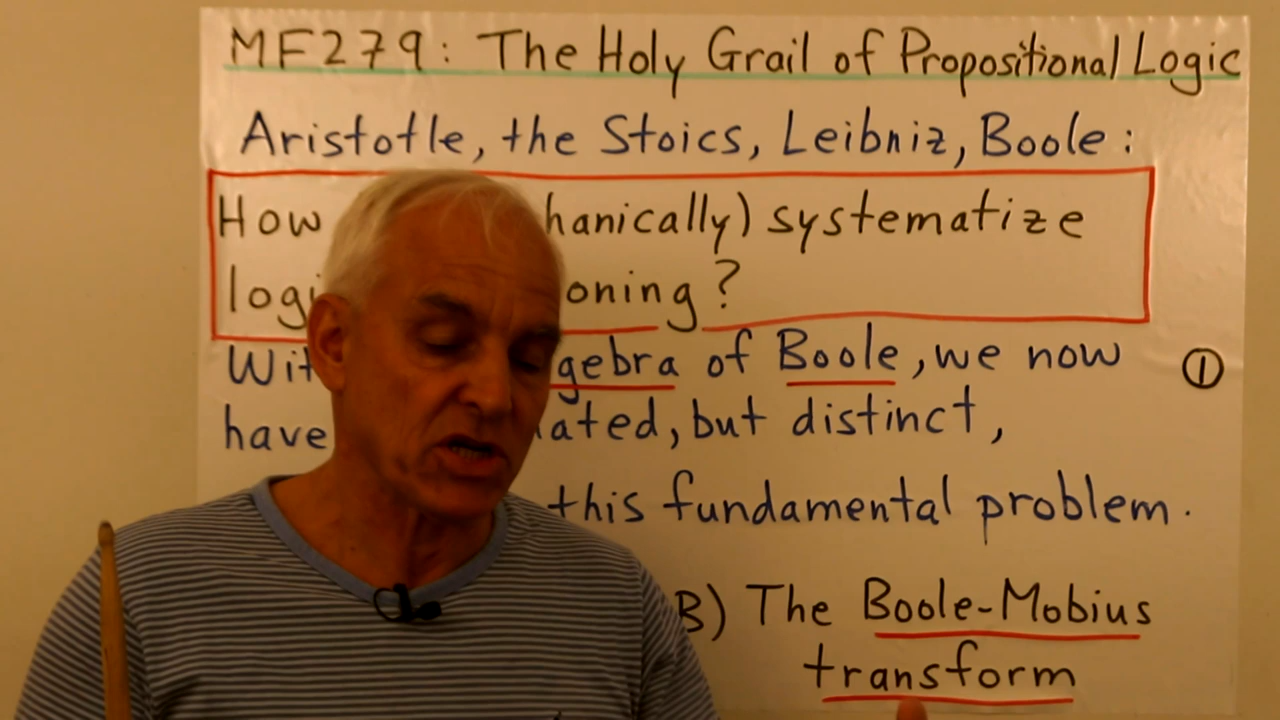 MF279: The Holy Grail of Propositional Logic
Aristotle, the Stoics, Leibniz, Boole:
How hanically) systematize
logi oning?
Wit gebra of Boole, we now
①
have ated, but distinct,
this fundamental problem.
B) The Boole-Mobius
transform